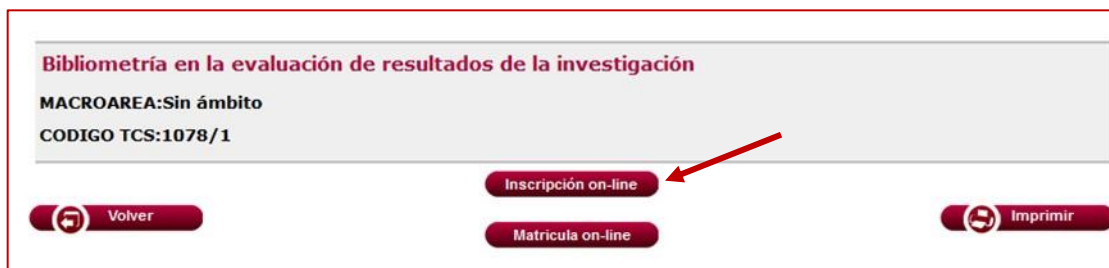 Bibliometría en la evaluación de resultados de la investigación
MACROAREA:Sin ámbito
CODIGO TCS:1078/1
Inscripción on-line
Volver
Imprimir
Matricula on-line